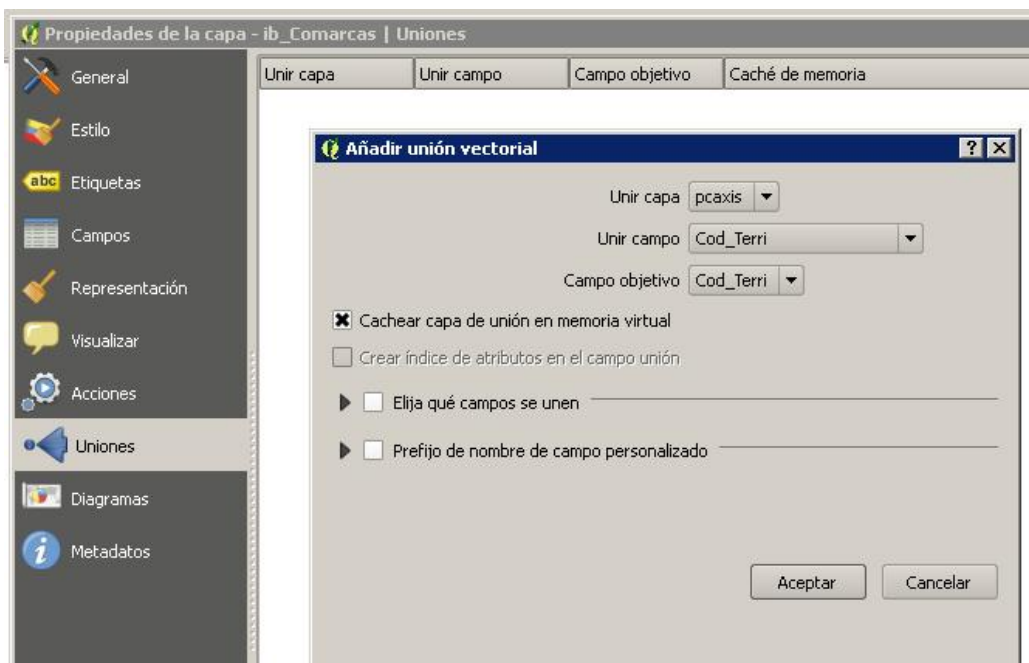 Propiedades de la capa - ib_Comarcas | Uniones
General
Estilo
abc Etiquetas
Campos
Representación
Visualizar
Acciones
Uniones
Diagramas
Metadatos
Unir capa Unir campo Campo objetivo Caché de memoria
Añadir unión vectorial
Unir capa pcaxis
Unir campo Cod_Terri
Campo objetivo Cod_Terri
Cachear capa de unión en memoria virtual
Crear índice de atributos en el campo unión
Elija qué campos se unen
Prefijo de nombre de campo personalizado
Aceptar Cancelar